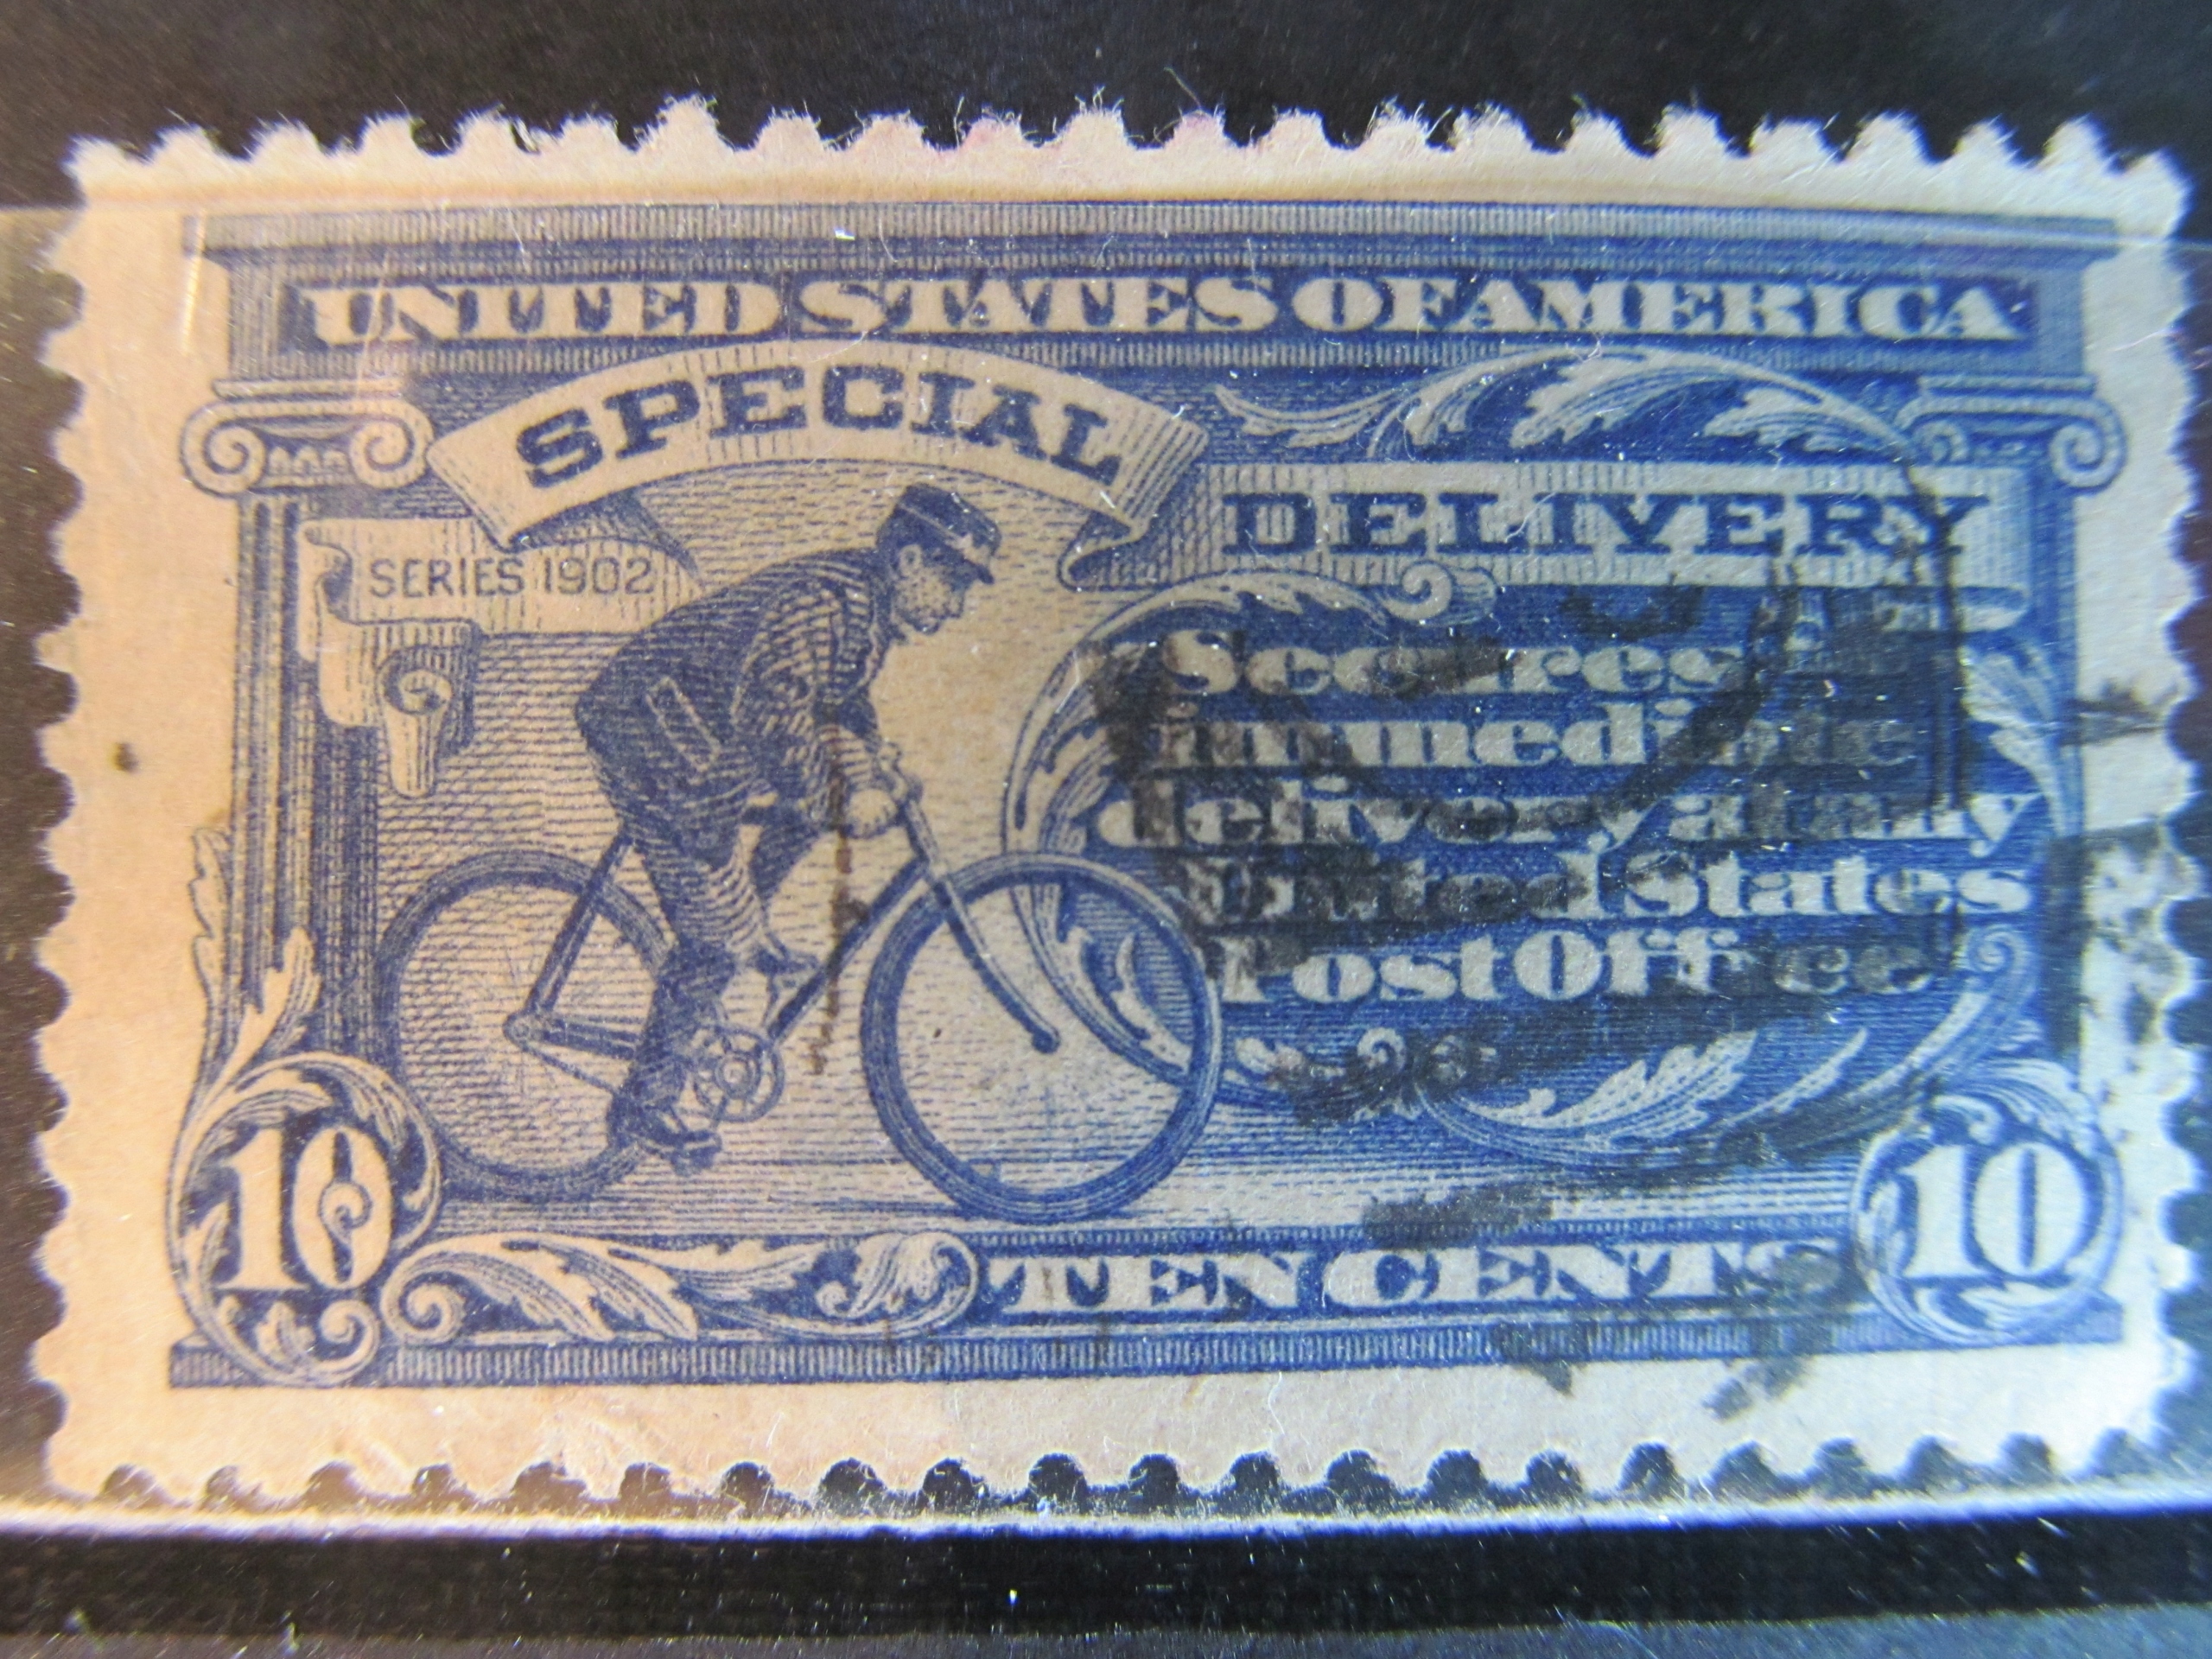 UNITED STATES OF AMERICA
SPECIAL
DELIVERY
SERIES 1902
Secures
immediate
delivery at any
United States
Post Office
TEN CENTS
10
10